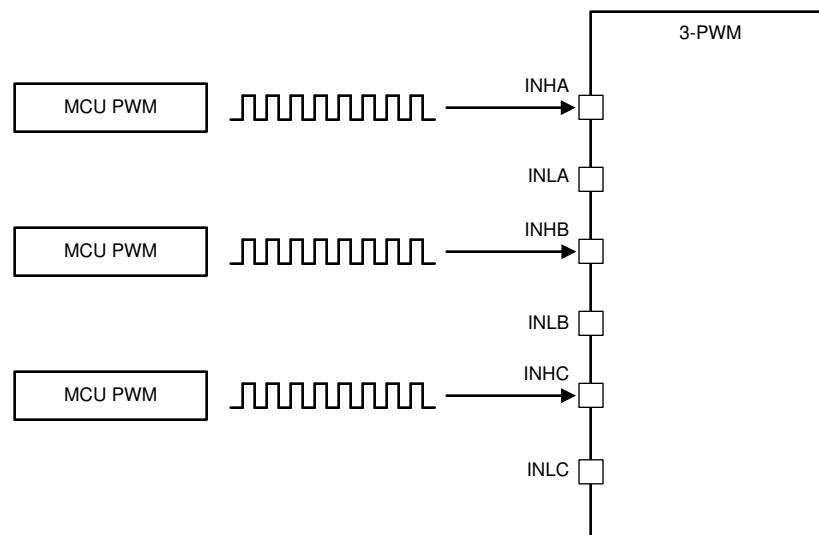 3-PWM
INHA
MCU PWM
INLA
INHB
MCU PWM
INLB
INHC
MCU PWM
INLC